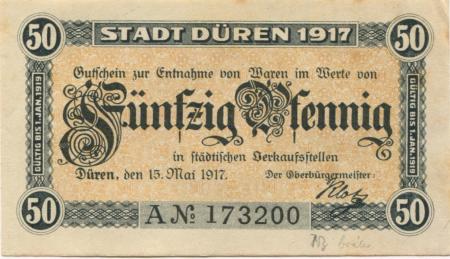 50 STADT DÜREN 1917 50
Gutschein zur Entnahme von Waren im Werte von
Fünfzig Pfennig
in städtischen Verkaufsstellen
Düren, den 15. Mai 1917. Der Oberbürgermeister:
GÜLTIG BIS 1. JAN. 1919
GÜLTIG BIS 1. JAN. 1919
50 A No 173200 50